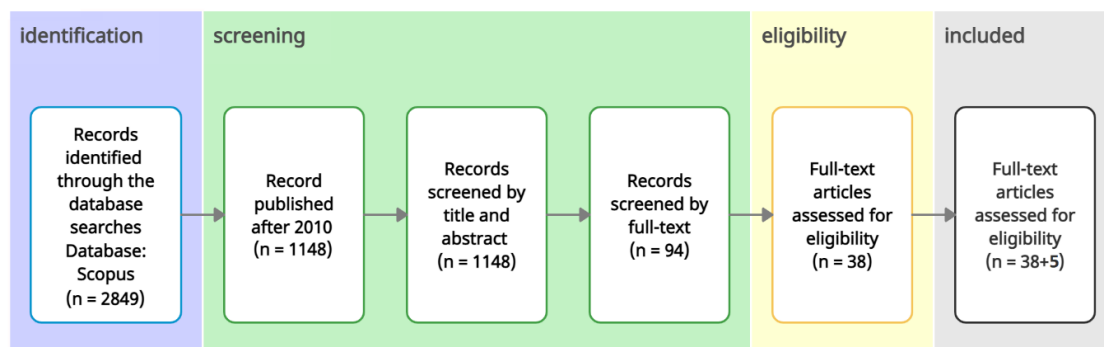 identification
screening
eligibility
included
Records
identified
through the
database
searches
Database:
Scopus
(n = 2849)
Record
published
after 2010
(n = 1148)
Records
screened by
title and
abstract
(n = 1148)
Records
screened by
full-text
(n = 94)
Full-text
articles
assessed for
eligibility
(n = 38)
Full-text
articles
assessed for
eligibility
(n = 38+5)